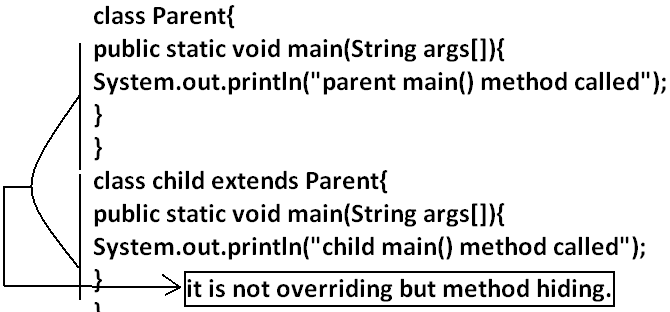 class Parent{
public static void main(String args[]){
System.out.println("parent main() method called");
}
}
class child extends Parent{
public static void main(String args[]){
System.out.println("child main() method called");
}
it is not overriding but method hiding.
}